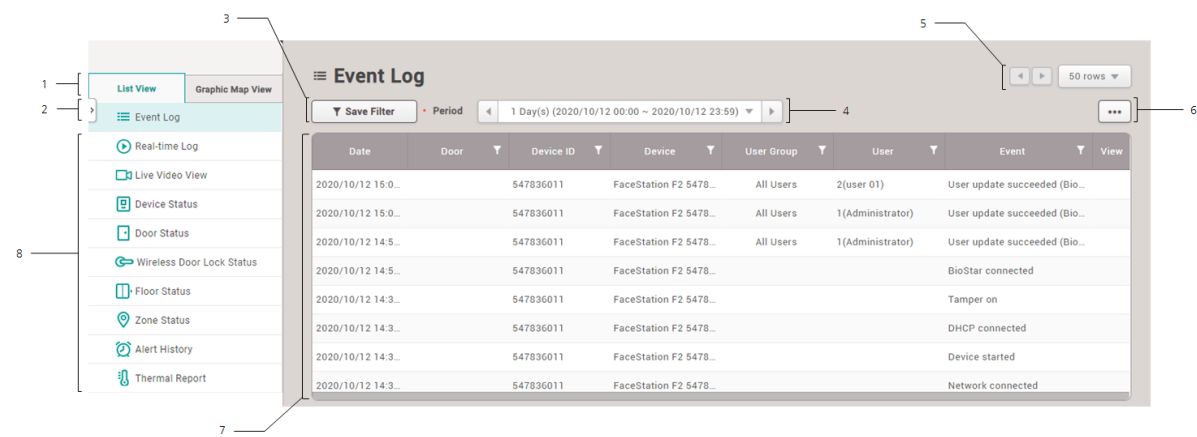 3
5
1
2
4
6
8
7
List View
Graphic Map View
Event Log
Real-time Log
Live Video View
Device Status
Door Status
Wireless Door Lock Status
Floor Status
Zone Status
Alert History
Thermal Report
Event Log
50 rows
Save Filter
• Period
1 Day(s) (2020/10/12 00:00 ~ 2020/10/12 23:59)
•••
Date Door Device ID Device User Group User Event View
2020/10/12 15:0... 547836011 FaceStation F2 5478... All Users 2(user 01) User update succeeded (Bio...
2020/10/12 15:0... 547836011 FaceStation F2 5478... All Users 1(Administrator) User update succeeded (Bio...
2020/10/12 14:5... 547836011 FaceStation F2 5478... All Users 1(Administrator) User update succeeded (Bio...
2020/10/12 14:5... 547836011 FaceStation F2 5478... BioStar connected
2020/10/12 14:3... 547836011 FaceStation F2 5478... Tamper on
2020/10/12 14:3... 547836011 FaceStation F2 5478... DHCP connected
2020/10/12 14:3... 547836011 FaceStation F2 5478... Device started
2020/10/12 14:3... 547836011 FaceStation F2 5478... Network connected